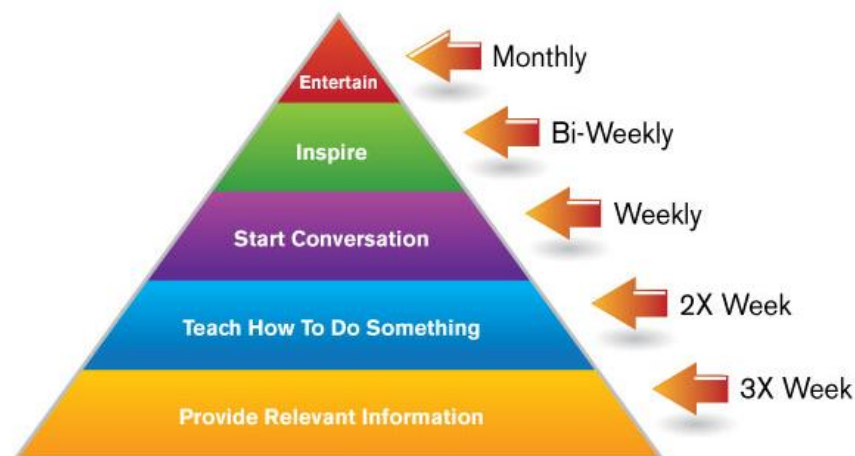 Entertain
Monthly
Inspire
Bi-Weekly
Start Conversation
Weekly
Teach How To Do Something
2X Week
Provide Relevant Information
3X Week